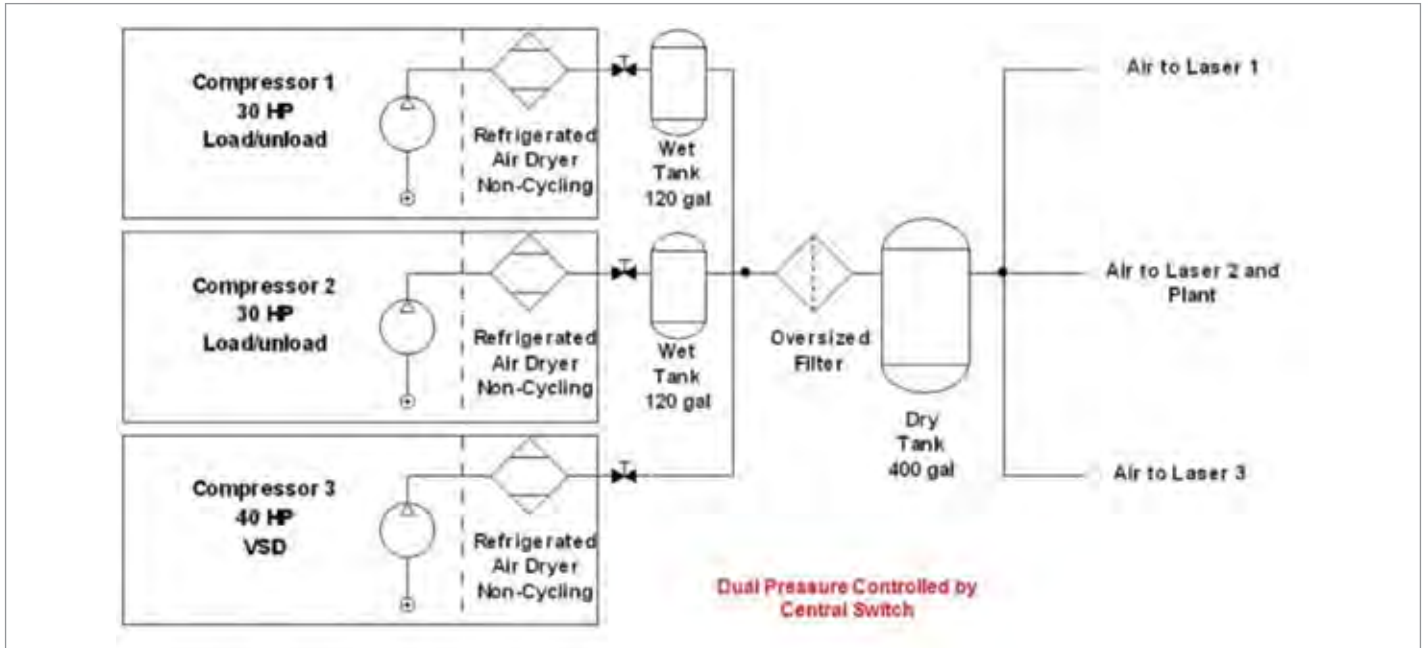 Compressor 1
30 HP
Load/unload
Refrigerated
Air Dryer
Non-Cycling
Wet
Tank
120 gal
Air to Laser 1
Compressor 2
30 HP
Load/unload
Refrigerated
Air Dryer
Non-Cycling
Wet
Tank
120 gal
Oversized
Filter
Dry
Tank
400 gal
Air to Laser 2 and
Plant
Compressor 3
40 HP
VSD
Refrigerated
Air Dryer
Non-Cycling
Air to Laser 3
Dual Pressure Controlled by
Central Switch